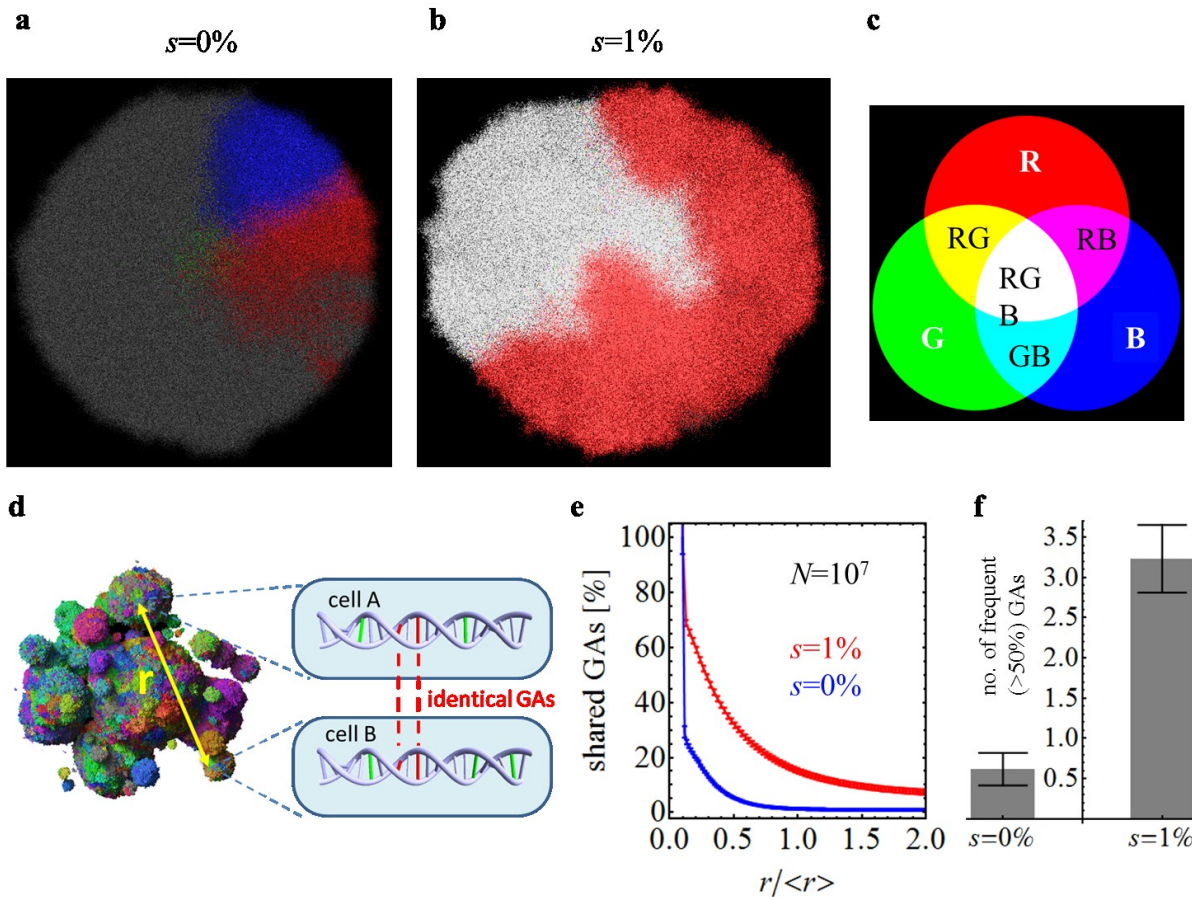 a
s=0%
b
s=1%
c
R
RG
RB
RG
B
G
GB
B
d
r
cell A
identical GAs
cell B
e
shared GAs [%]
100
80
60
40
20
0
N=10⁷
s=1%
s=0%
0.0 0.5 1.0 1.5 2.0
r/<r>
f
no. of frequent
(>50%) GAs
3.5
3.0
2.5
2.0
1.5
1.0
0.5
s=0%
s=1%